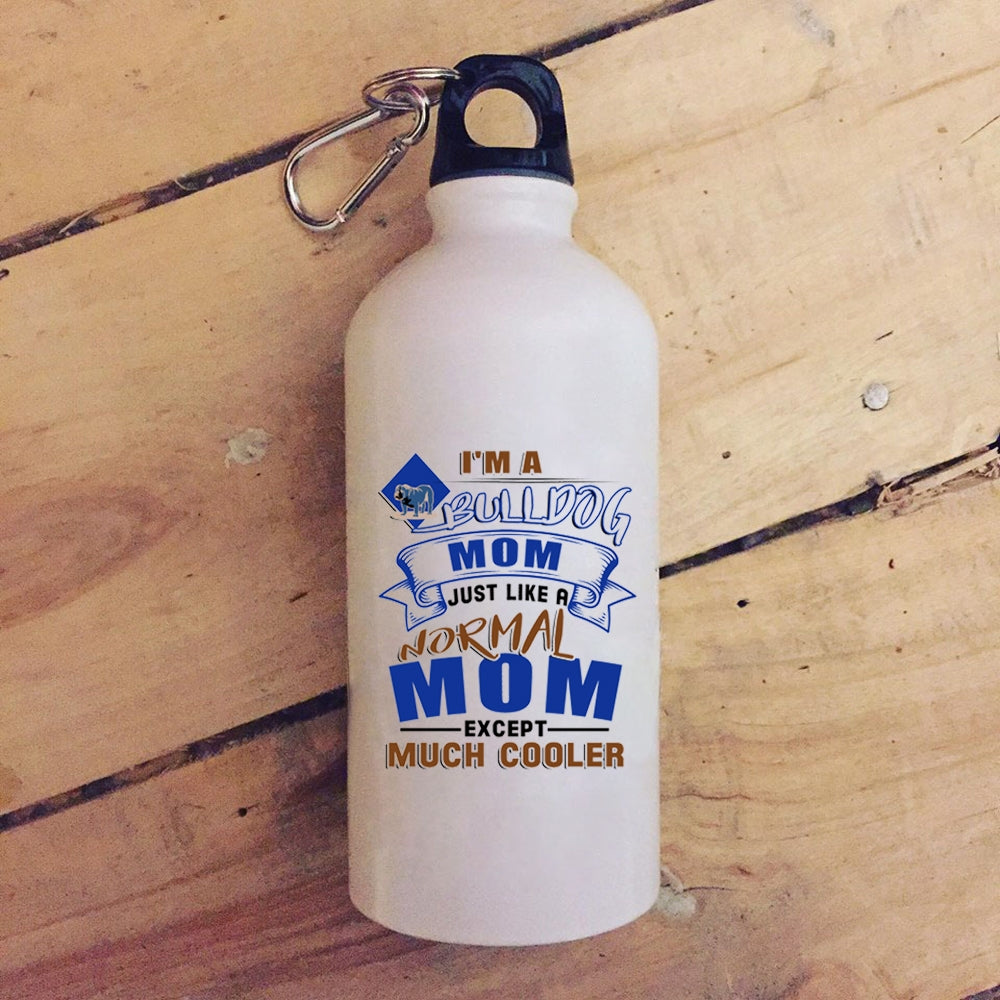 I'M A
BULLDOG
MOM
JUST LIKE A
NORMAL
MOM
EXCEPT
MUCH COOLER